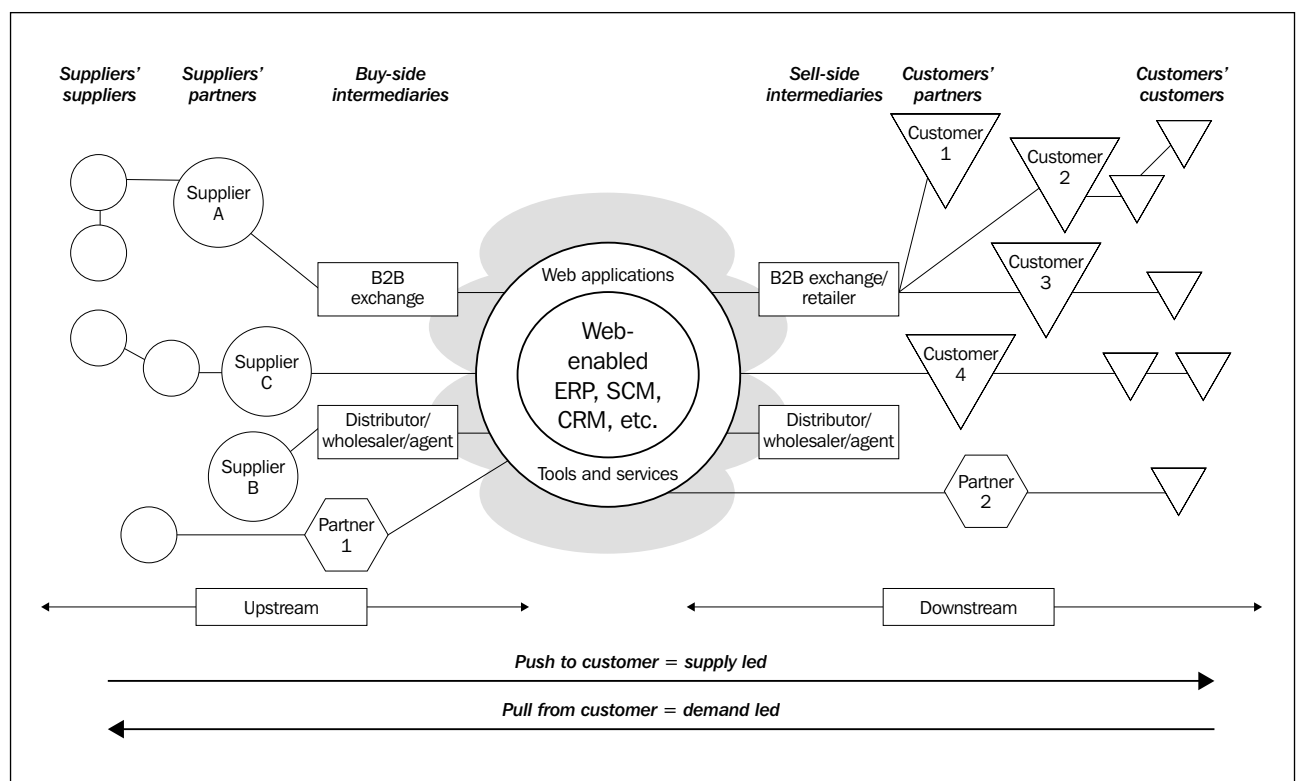 Suppliers'
suppliers
Suppliers'
partners
Buy-side
intermediaries
Sell-side
intermediaries
Customers'
partners
Customers'
customers
Supplier
A
B2B
exchange
Supplier
C
Distributor/
wholesaler/agent
Supplier
B
Partner
1
Web applications
Web-
enabled
ERP, SCM,
CRM, etc.
Tools and services
B2B exchange/
retailer
Customer
1
Customer
2
Customer
3
Customer
4
Distributor/
wholesaler/agent
Partner
2
Upstream
Downstream
Push to customer = supply led
Pull from customer = demand led